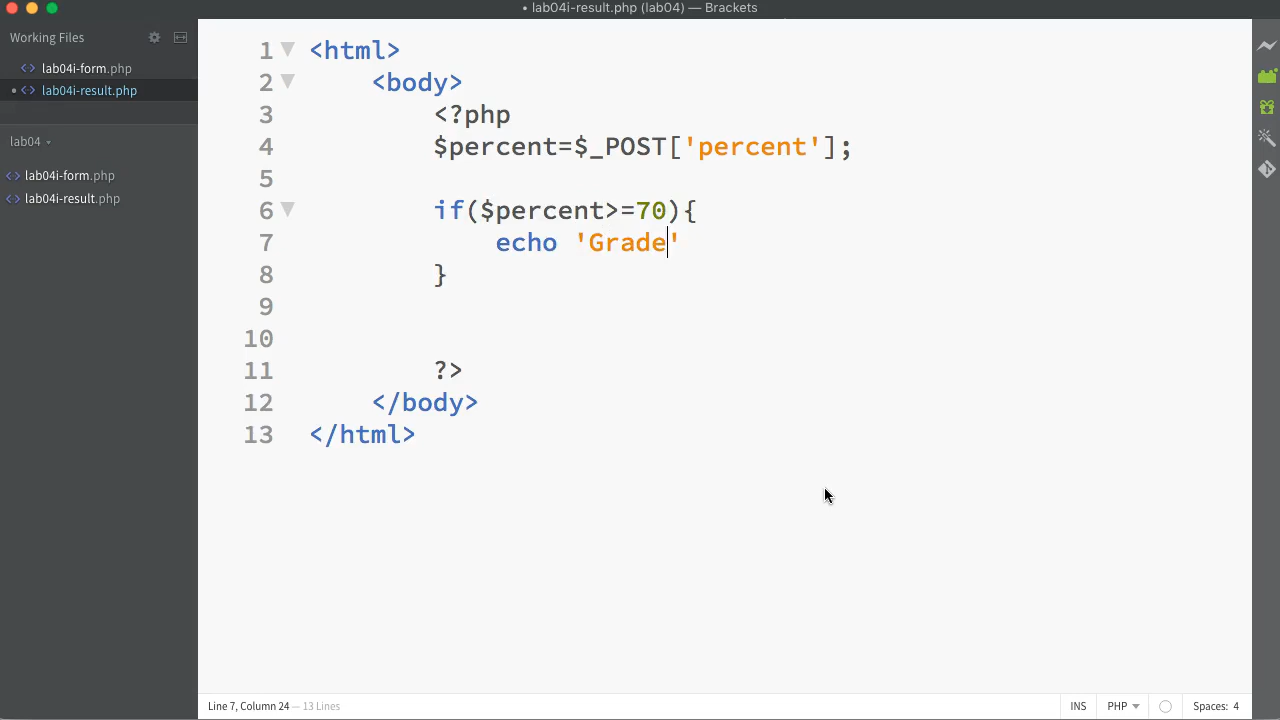 lab04i-result.php (lab04) — Brackets
Working Files
lab04i-form.php
lab04i-result.php
lab04
lab04i-form.php
lab04i-result.php
1 <html>
2 <body>
3 <?php
4 $percent=$_POST['percent'];
5
6 if($percent>=70){
7 echo 'Grade'
8 }
9
10
11 ?>
12 </body>
13 </html>
Line 7, Column 24 — 13 Lines
INS PHP Spaces: 4